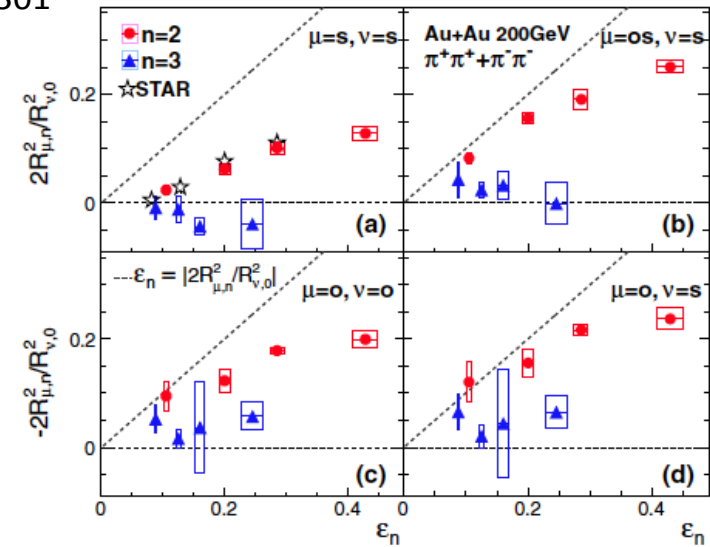 n=2
n=3
STAR
μ=s, ν=s
(a)
Au+Au 200GeV
π⁺π⁺+π⁻π⁻
μ=os, ν=s
(b)
2R²μ,n/R²ν,0
0.2
0
---εn = |2R²μ,n/R²ν,0|
μ=o, ν=o
(c)
μ=o, ν=s
(d)
-2R²μ,n/R²ν,0
0.2
0
0 0.2 0.4 0 0.2 0.4
εn εn